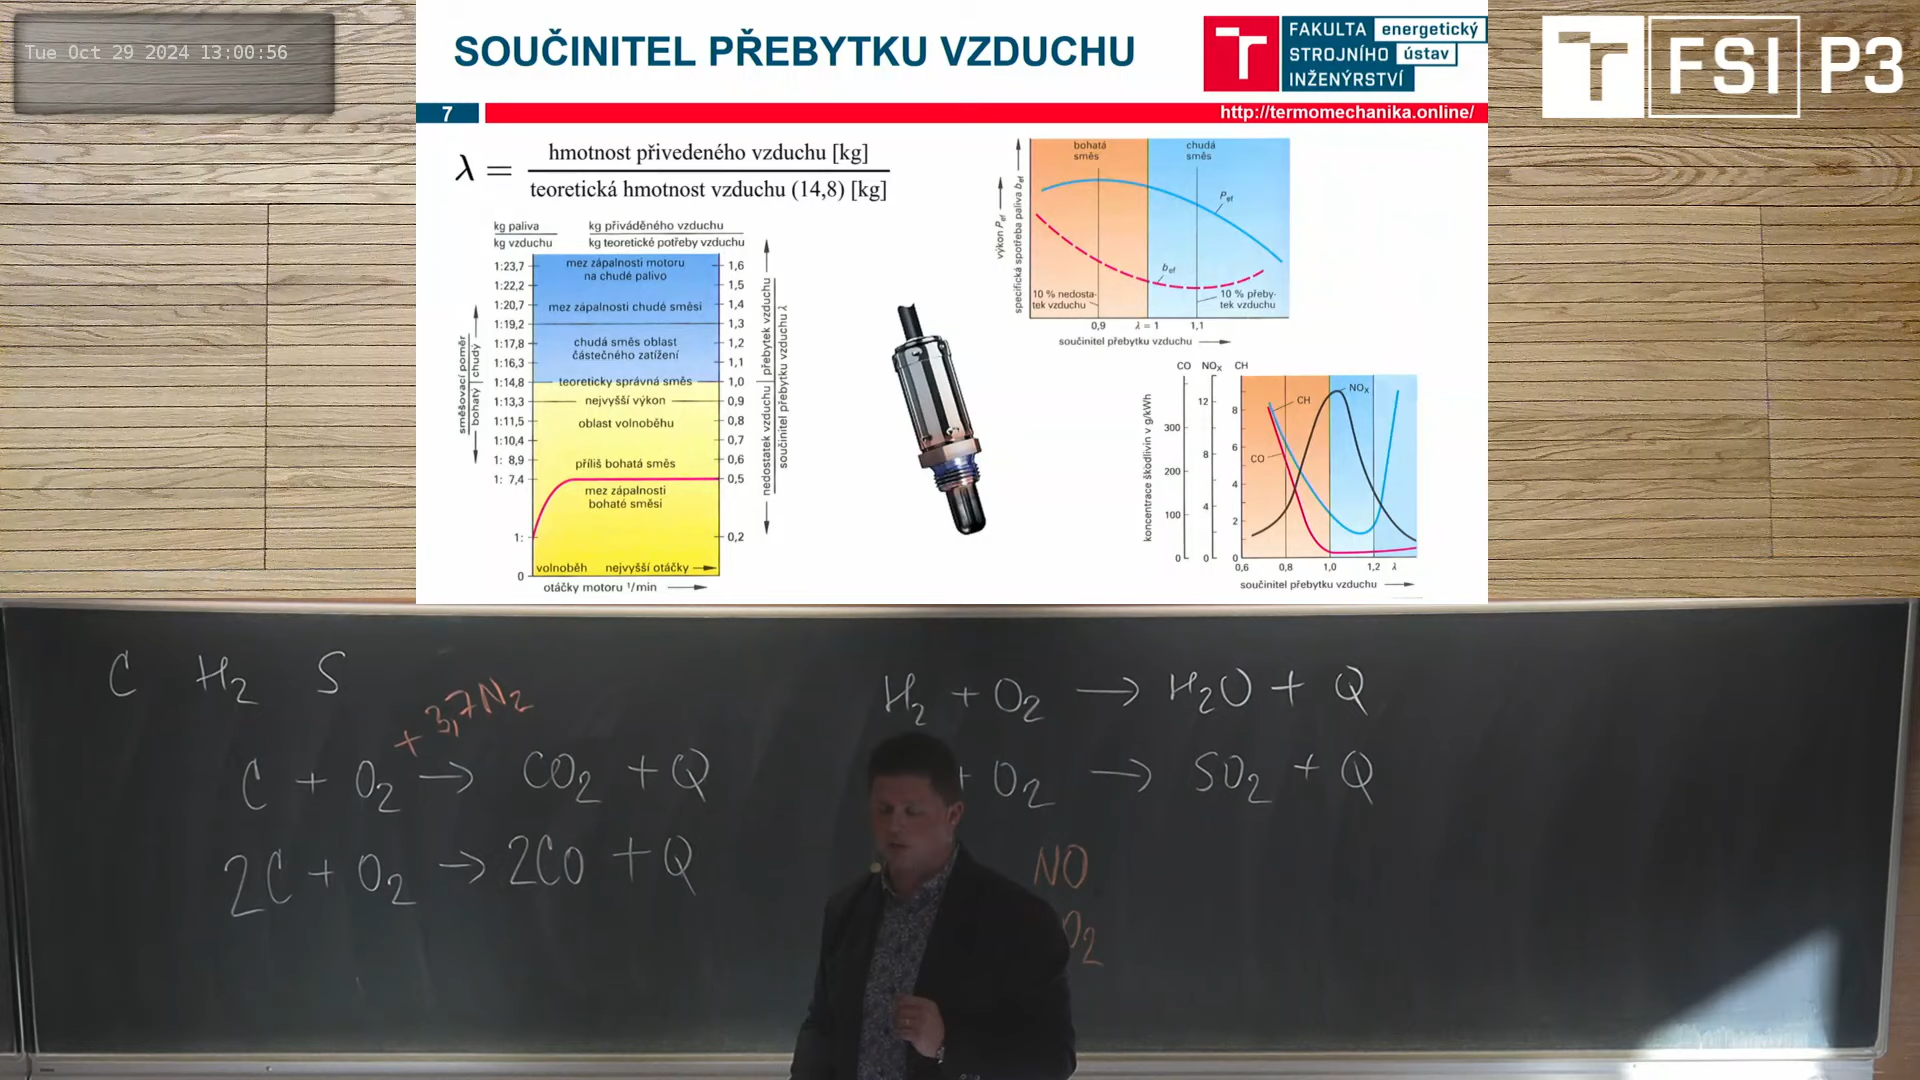 Tue Oct 29 2024 13:00:56
SOUČINITEL PŘEBYTKU VZDUCHU
FAKULTA energetický
STROJNÍHO ústav
INŽENÝRSTVÍ
FSI P3
7
http://termomechanika.online/
λ = hmotnost přivedeného vzduchu [kg]
teoretická hmotnost vzduchu (14,8) [kg]
kg paliva
kg vzduchu
kg přiváděného vzduchu
kg teoretické potřeby vzduchu
1:23,7 mez zápalnosti motoru na chudé palivo 1,6
1:22,2 1,5
1:20,7 mez zápalnosti chudé směsi 1,4
1:19,2 1,3
1:17,8 chudá směs oblast 1,2
částečného zatížení
1:16,3 1,1
1:14,8 teoreticky správná směs 1,0
1:13,3 nejvyšší výkon 0,9
1:11,5 oblast volnoběhu 0,8
1:10,4 0,7
1: 8,9 příliš bohatá směs 0,6
1: 7,4 0,5
mez zápalnosti
bohaté směsi
1: 0,2
volnoběh nejvyšší otáčky
0
otáčky motoru 1/min
směšovací poměr
bohatý chudý
nedostatek vzduchu přebytek vzduchu
součinitel přebytku vzduchu λ
bohatá směs
chudá směs
Pef
bef
10 % nedosta-
tek vzduchu
10 % přeby-
tek vzduchu
0,9 λ = 1 1,1
součinitel přebytku vzduchu
výkon Pef
specifická spotřeba paliva bef
CO NOx CH
NOx
CH
CO
12 8
300 6
8
200 4
4
100 2
0 0 0
0,6 0,8 1,0 1,2 λ
součinitel přebytku vzduchu
koncentrace škodlivin v g/kWh
C H2 S
+ 3,7N2
C + O2 → CO2 + Q
2C + O2 → 2CO + Q
H2 + O2 → H2O + Q
+ O2 → SO2 + Q
NO
O2